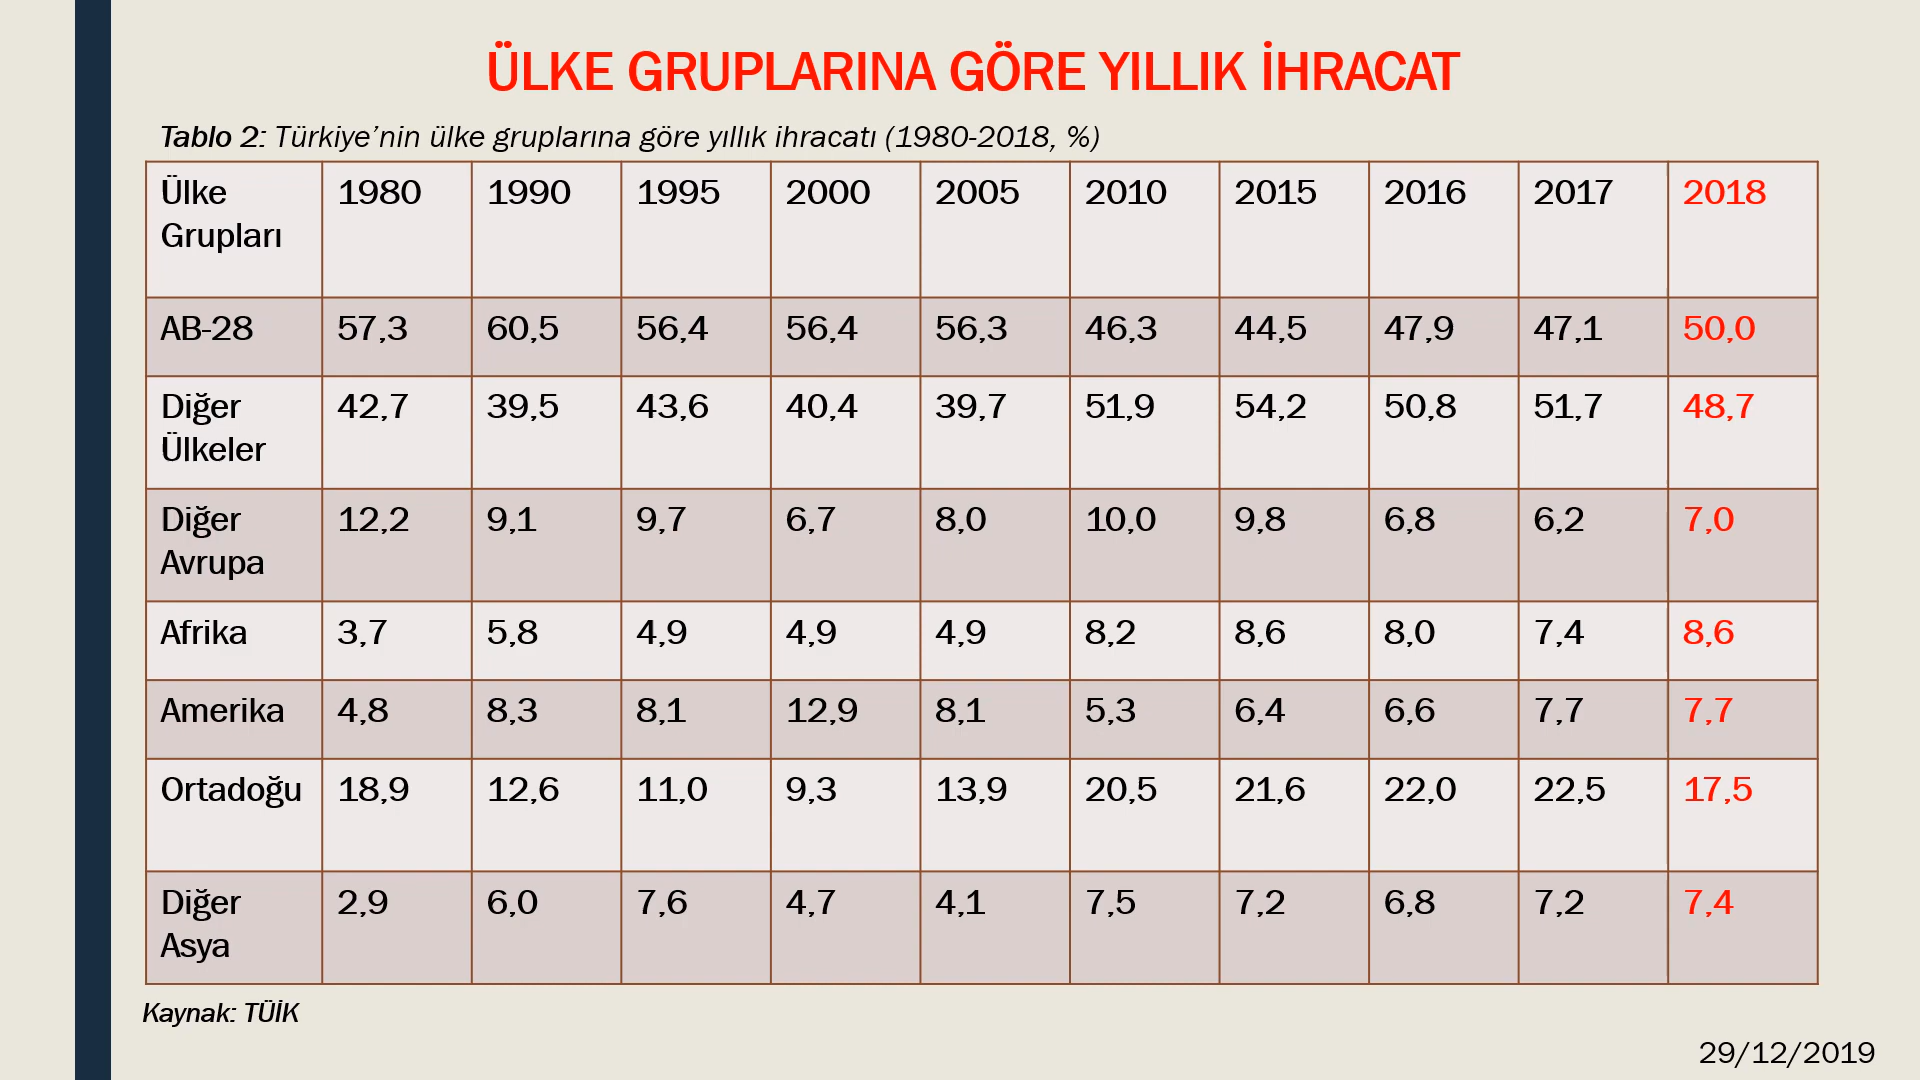 ÜLKE GRUPLARINA GÖRE YILLIK İHRACAT
Tablo 2: Türkiye’nin ülke gruplarına göre yıllık ihracatı (1980-2018, %)
Ülke Grupları 1980 1990 1995 2000 2005 2010 2015 2016 2017 2018
AB-28 57,3 60,5 56,4 56,4 56,3 46,3 44,5 47,9 47,1 50,0
Diğer Ülkeler 42,7 39,5 43,6 40,4 39,7 51,9 54,2 50,8 51,7 48,7
Diğer Avrupa 12,2 9,1 9,7 6,7 8,0 10,0 9,8 6,8 6,2 7,0
Afrika 3,7 5,8 4,9 4,9 4,9 8,2 8,6 8,0 7,4 8,6
Amerika 4,8 8,3 8,1 12,9 8,1 5,3 6,4 6,6 7,7 7,7
Ortadoğu 18,9 12,6 11,0 9,3 13,9 20,5 21,6 22,0 22,5 17,5
Diğer Asya 2,9 6,0 7,6 4,7 4,1 7,5 7,2 6,8 7,2 7,4
Kaynak: TÜİK
29/12/2019